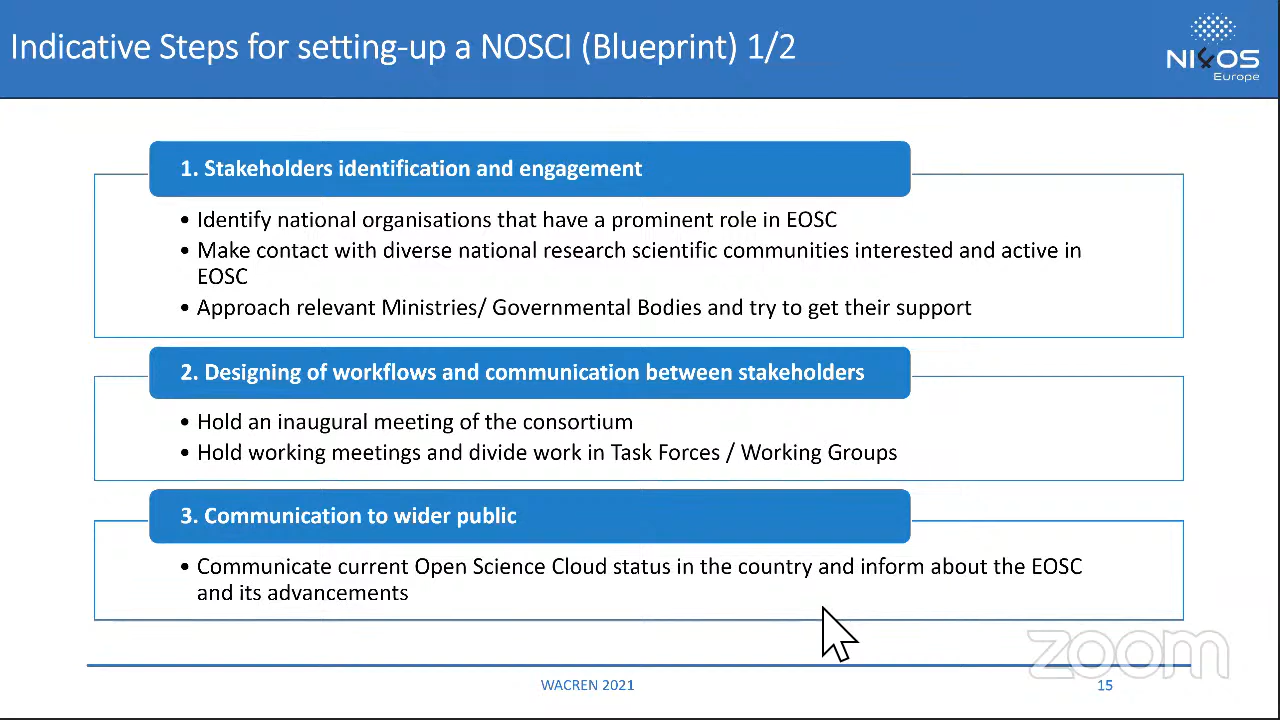 Indicative Steps for setting-up a NOSCI (Blueprint) 1/2
NI4OS
Europe
1. Stakeholders identification and engagement
• Identify national organisations that have a prominent role in EOSC
• Make contact with diverse national research scientific communities interested and active in
EOSC
• Approach relevant Ministries/ Governmental Bodies and try to get their support
2. Designing of workflows and communication between stakeholders
• Hold an inaugural meeting of the consortium
• Hold working meetings and divide work in Task Forces / Working Groups
3. Communication to wider public
• Communicate current Open Science Cloud status in the country and inform about the EOSC
and its advancements
zoom
WACREN 2021
15